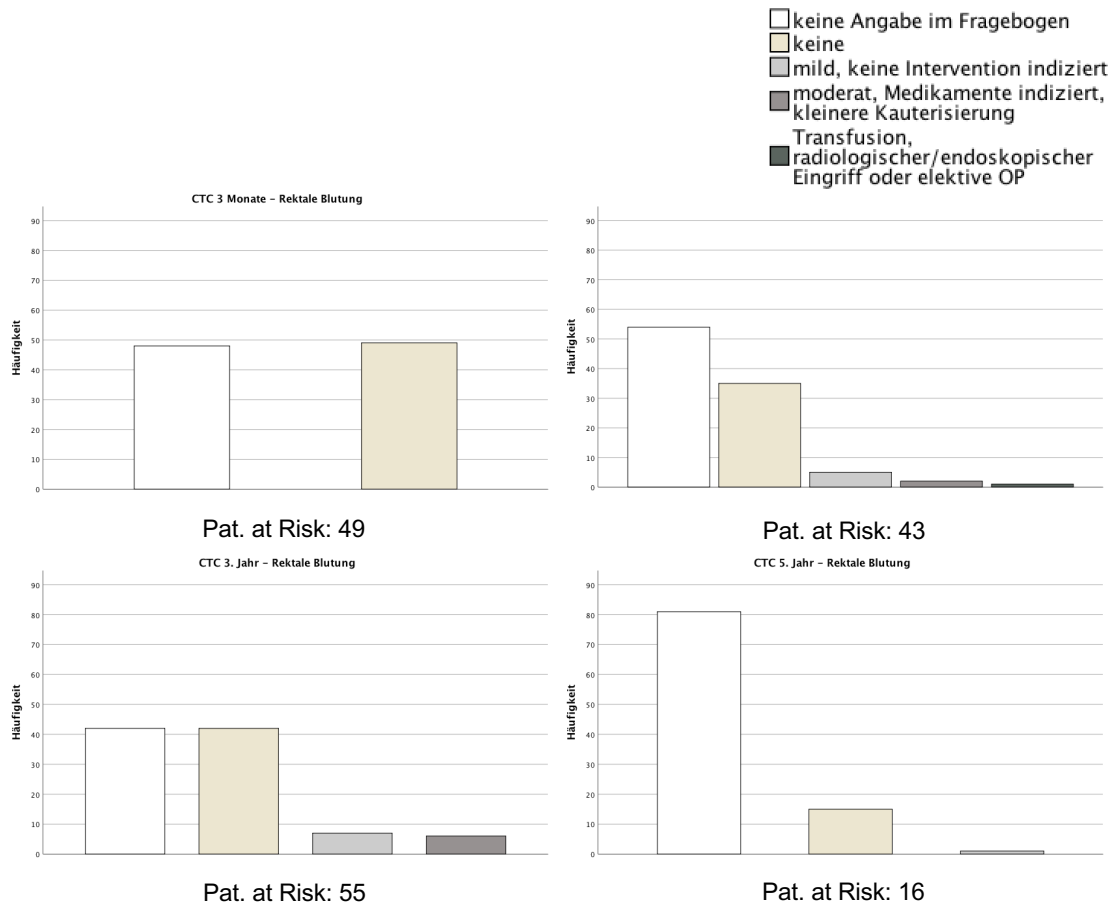 keine Angabe im Fragebogen
keine
mild, keine Intervention indiziert
moderat, Medikamente indiziert,
kleinere Kauterisierung
Transfusion,
radiologischer/endoskopischer
Eingriff oder elektive OP
CTC 3 Monate – Rektale Blutung
Häufigkeit
90
80
70
60
50
40
30
20
10
0
Pat. at Risk: 49
Häufigkeit
90
80
70
60
50
40
30
20
10
0
Pat. at Risk: 43
CTC 3. Jahr – Rektale Blutung
Häufigkeit
90
80
70
60
50
40
30
20
10
0
Pat. at Risk: 55
CTC 5. Jahr – Rektale Blutung
Häufigkeit
90
80
70
60
50
40
30
20
10
0
Pat. at Risk: 16